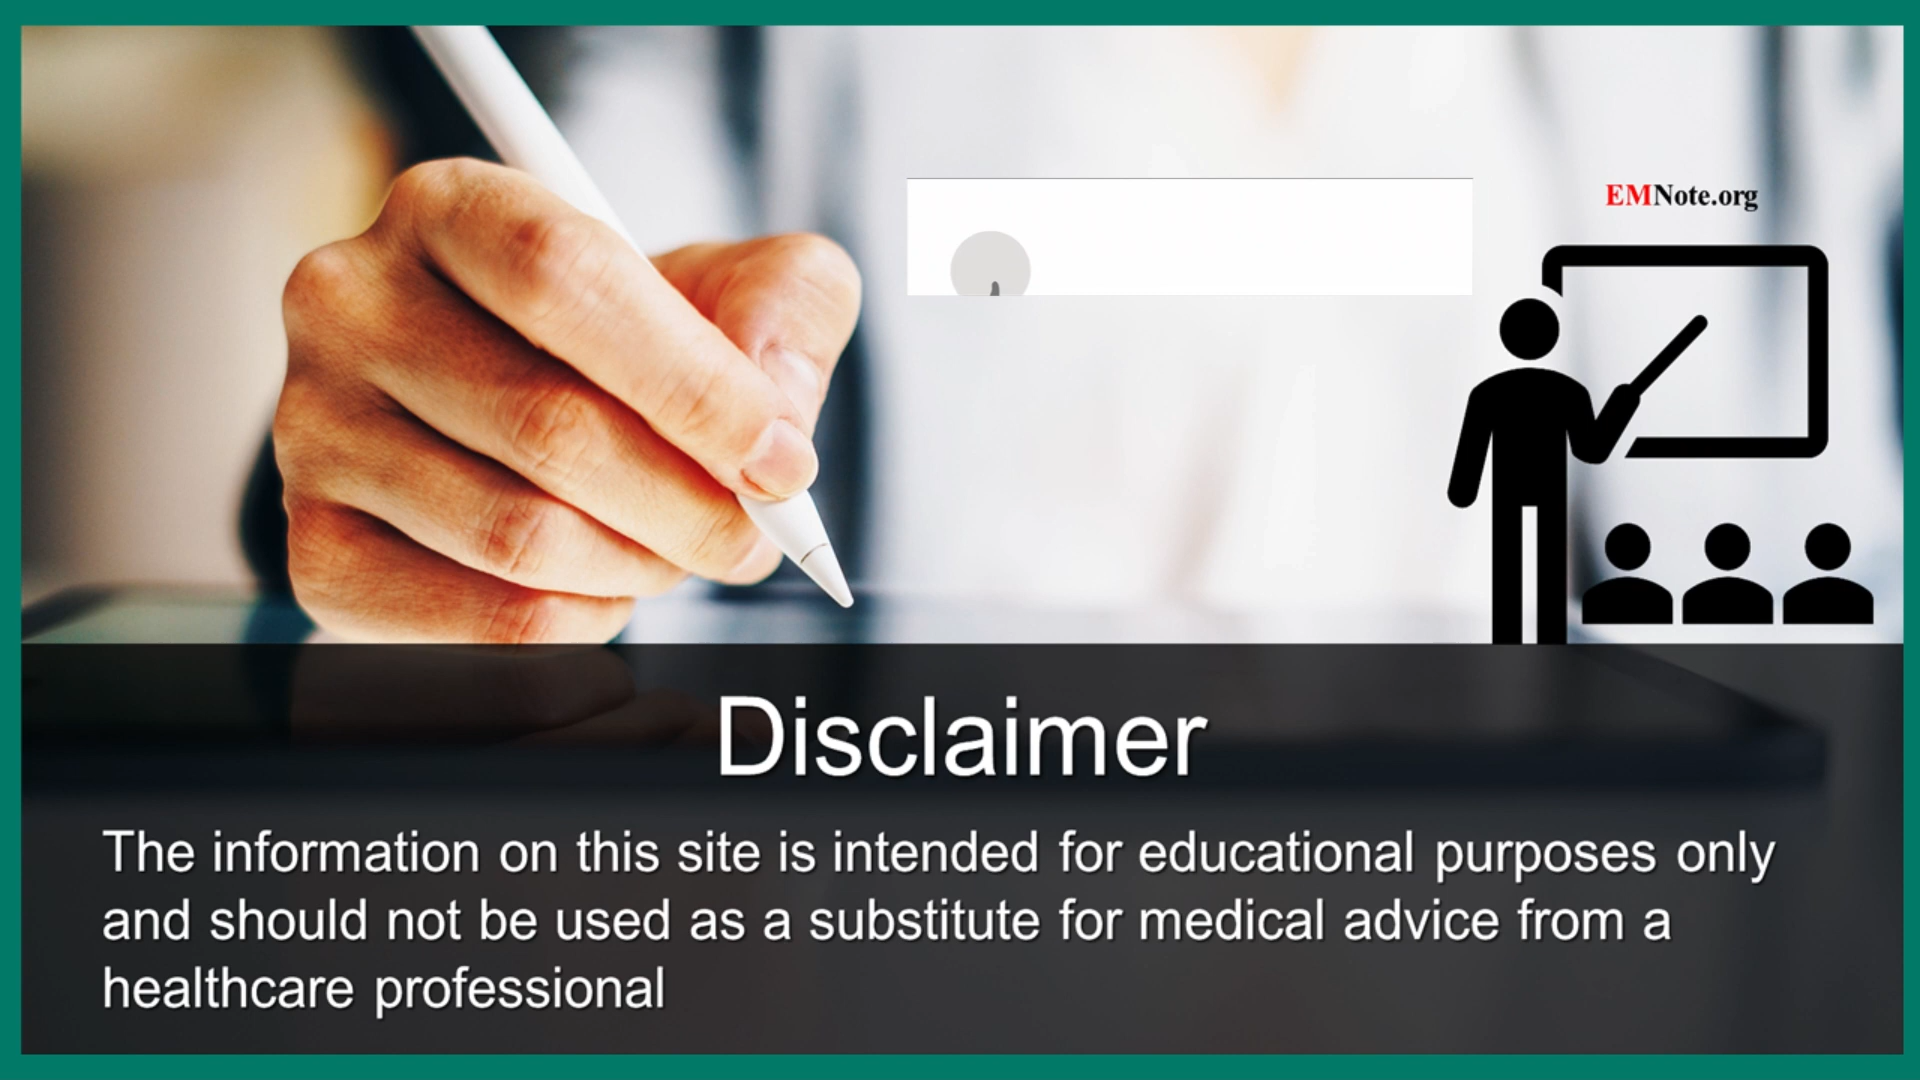 EMNote.org
Disclaimer
The information on this site is intended for educational purposes only
and should not be used as a substitute for medical advice from a
healthcare professional